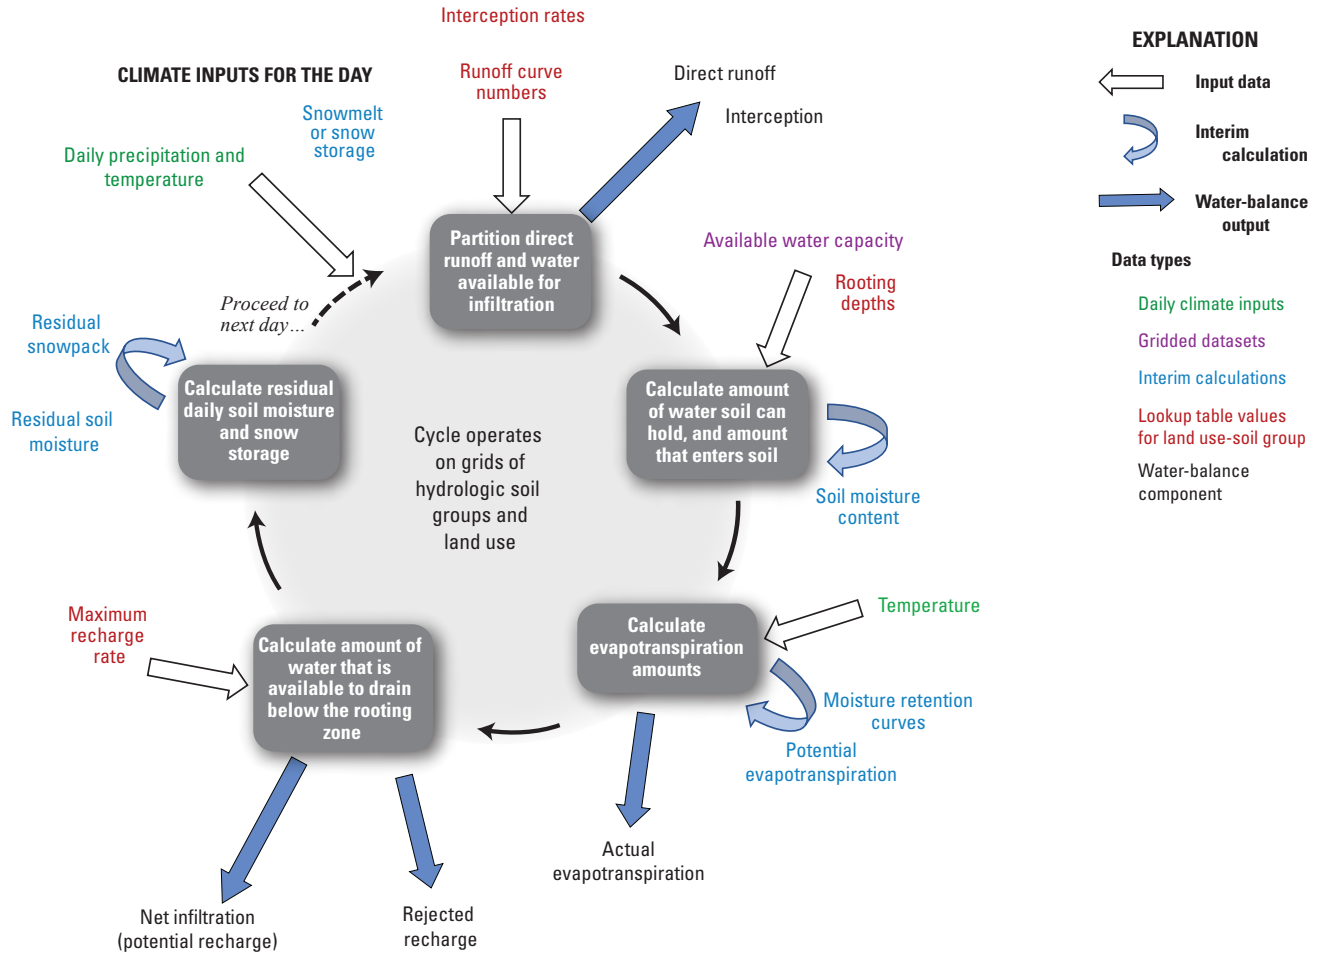 Interception rates
CLIMATE INPUTS FOR THE DAY
Runoff curve
numbers
Direct runoff
Interception
Snowmelt
or snow
storage
Daily precipitation and
temperature
Partition direct
runoff and water
available for
infiltration
Available water capacity
Rooting
depths
Proceed to
next day...
Residual
snowpack
Residual soil
moisture
Calculate residual
daily soil moisture
and snow
storage
Calculate amount
of water soil can
hold, and amount
that enters soil
Cycle operates
on grids of
hydrologic soil
groups and
land use
Soil moisture
content
Maximum
recharge
rate
Calculate amount of
water that is
available to drain
below the rooting
zone
Calculate
evapotranspiration
amounts
Temperature
Moisture retention
curves
Potential
evapotranspiration
Actual
evapotranspiration
Net infiltration
(potential recharge)
Rejected
recharge
EXPLANATION
Input data
Interim
calculation
Water-balance
output
Data types
Daily climate inputs
Gridded datasets
Interim calculations
Lookup table values
for land use-soil group
Water-balance
component